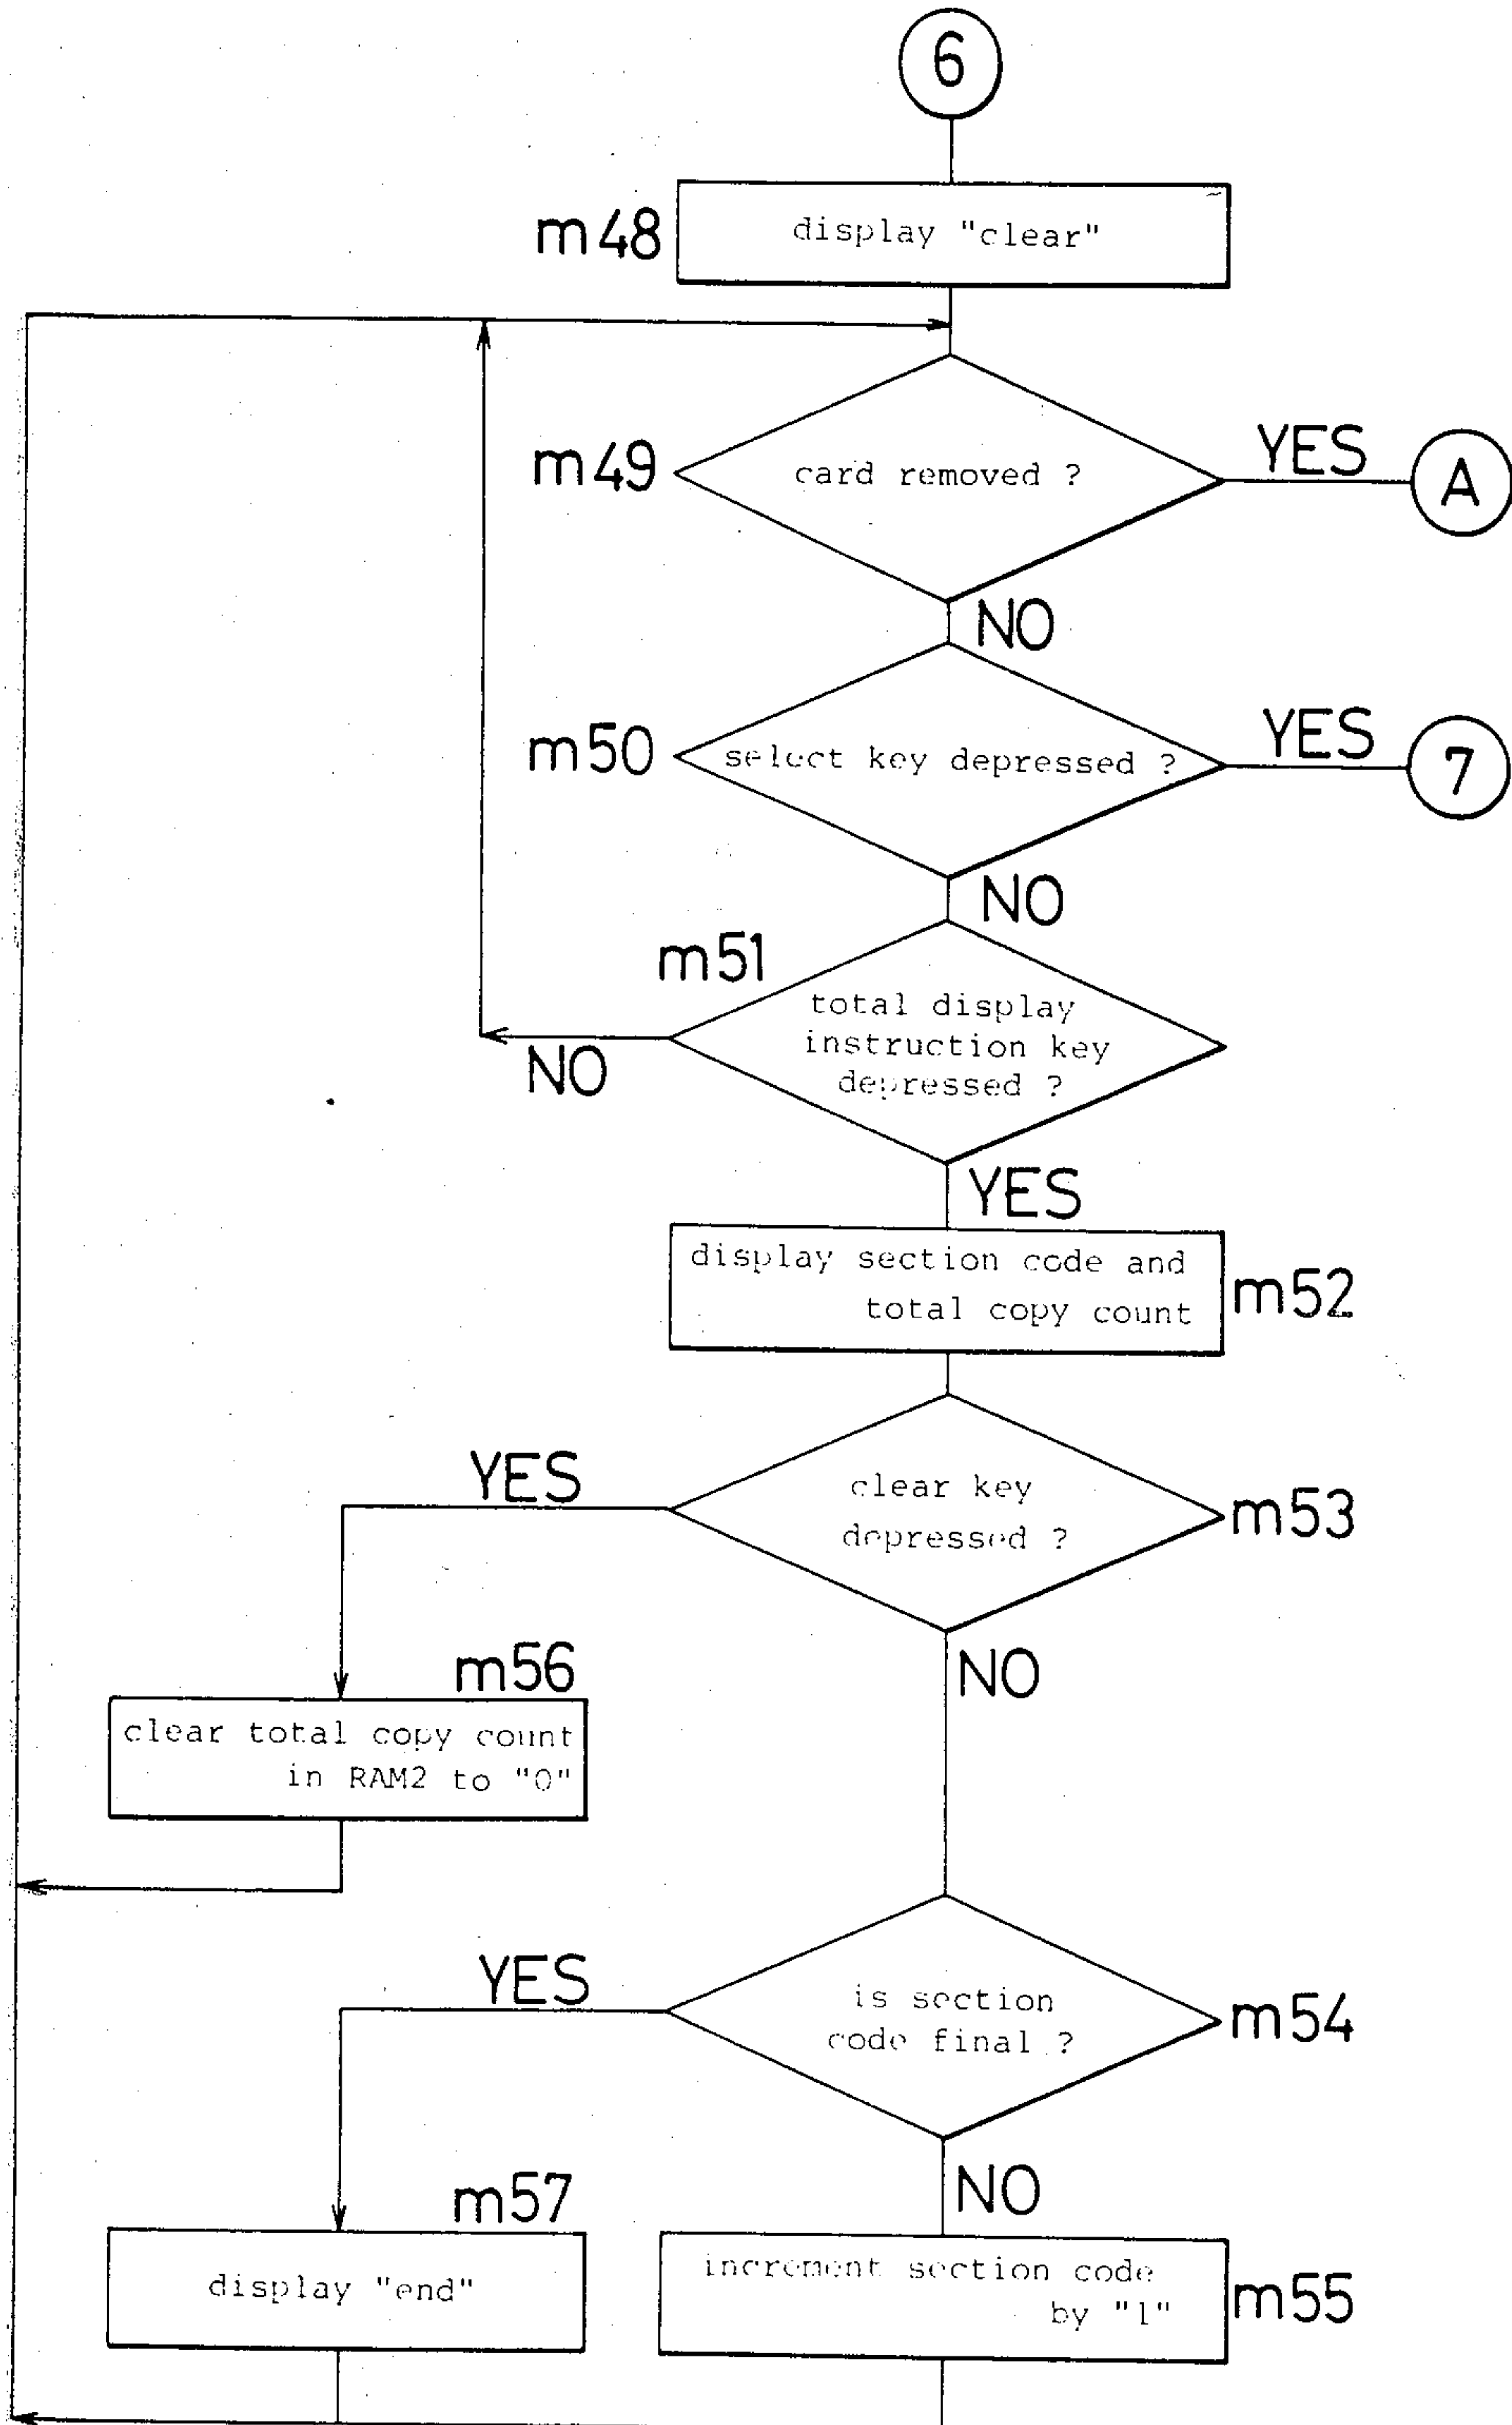 6
m48
display "clear"
m49
card removed ?
YES
A
NO
m50
select key depressed ?
YES
7
NO
m51
total display
instruction key
depressed ?
NO
YES
display section code and
total copy count
m52
YES
clear key
depressed ?
m53
NO
m56
clear total copy count
in RAM2 to "0"
YES
is section
code final ?
m54
NO
m57
display "end"
increment section code
by "1"
m55